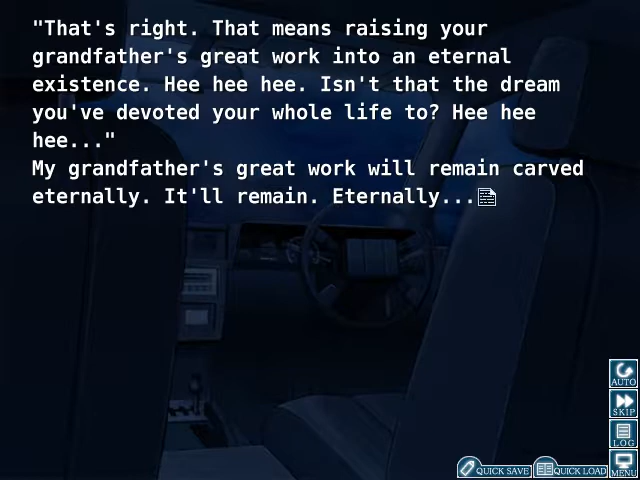 "That's right. That means raising your
grandfather's great work into an eternal
existence. Hee hee hee. Isn't that the dream
you've devoted your whole life to? Hee hee
hee..."
My grandfather's great work will remain carved
eternally. It'll remain. Eternally...
AUTO
SKIP
LOG
MENU
QUICK SAVE
QUICK LOAD